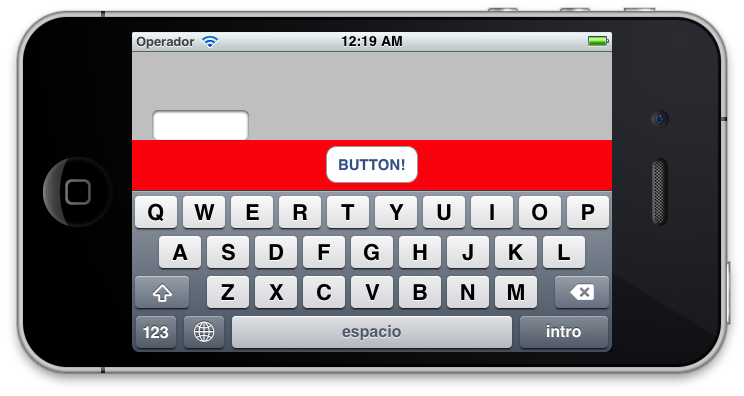 Operador 12:19 AM
BUTTON!
Q W E R T Y U I O P
A S D F G H J K L
Z X C V B N M
123 espacio intro